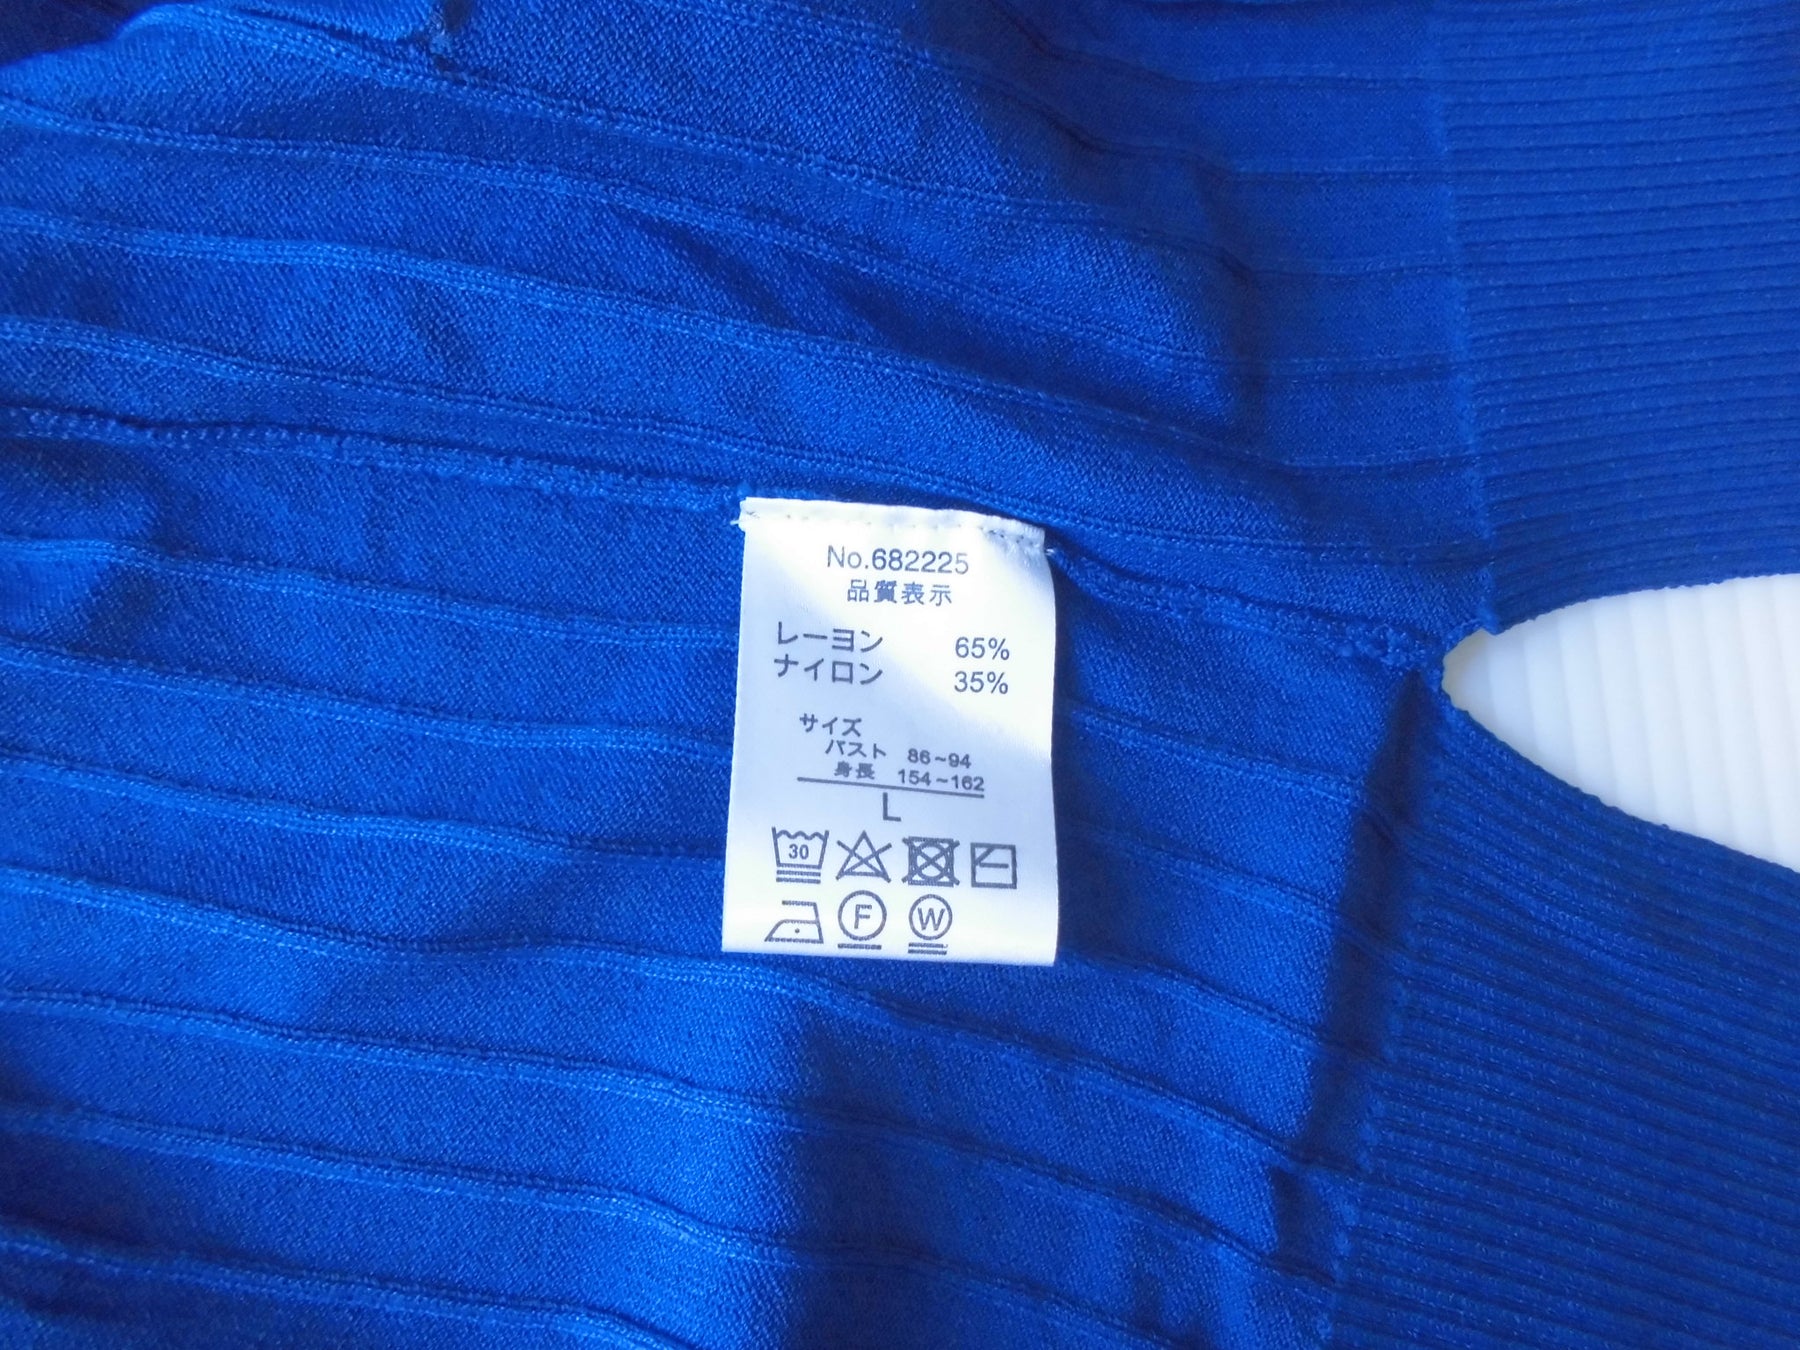 No.682225
品質表示
レーヨン 65%
ナイロン 35%
サイズ
バスト 86~94
身長 154~162
L
30
F
W